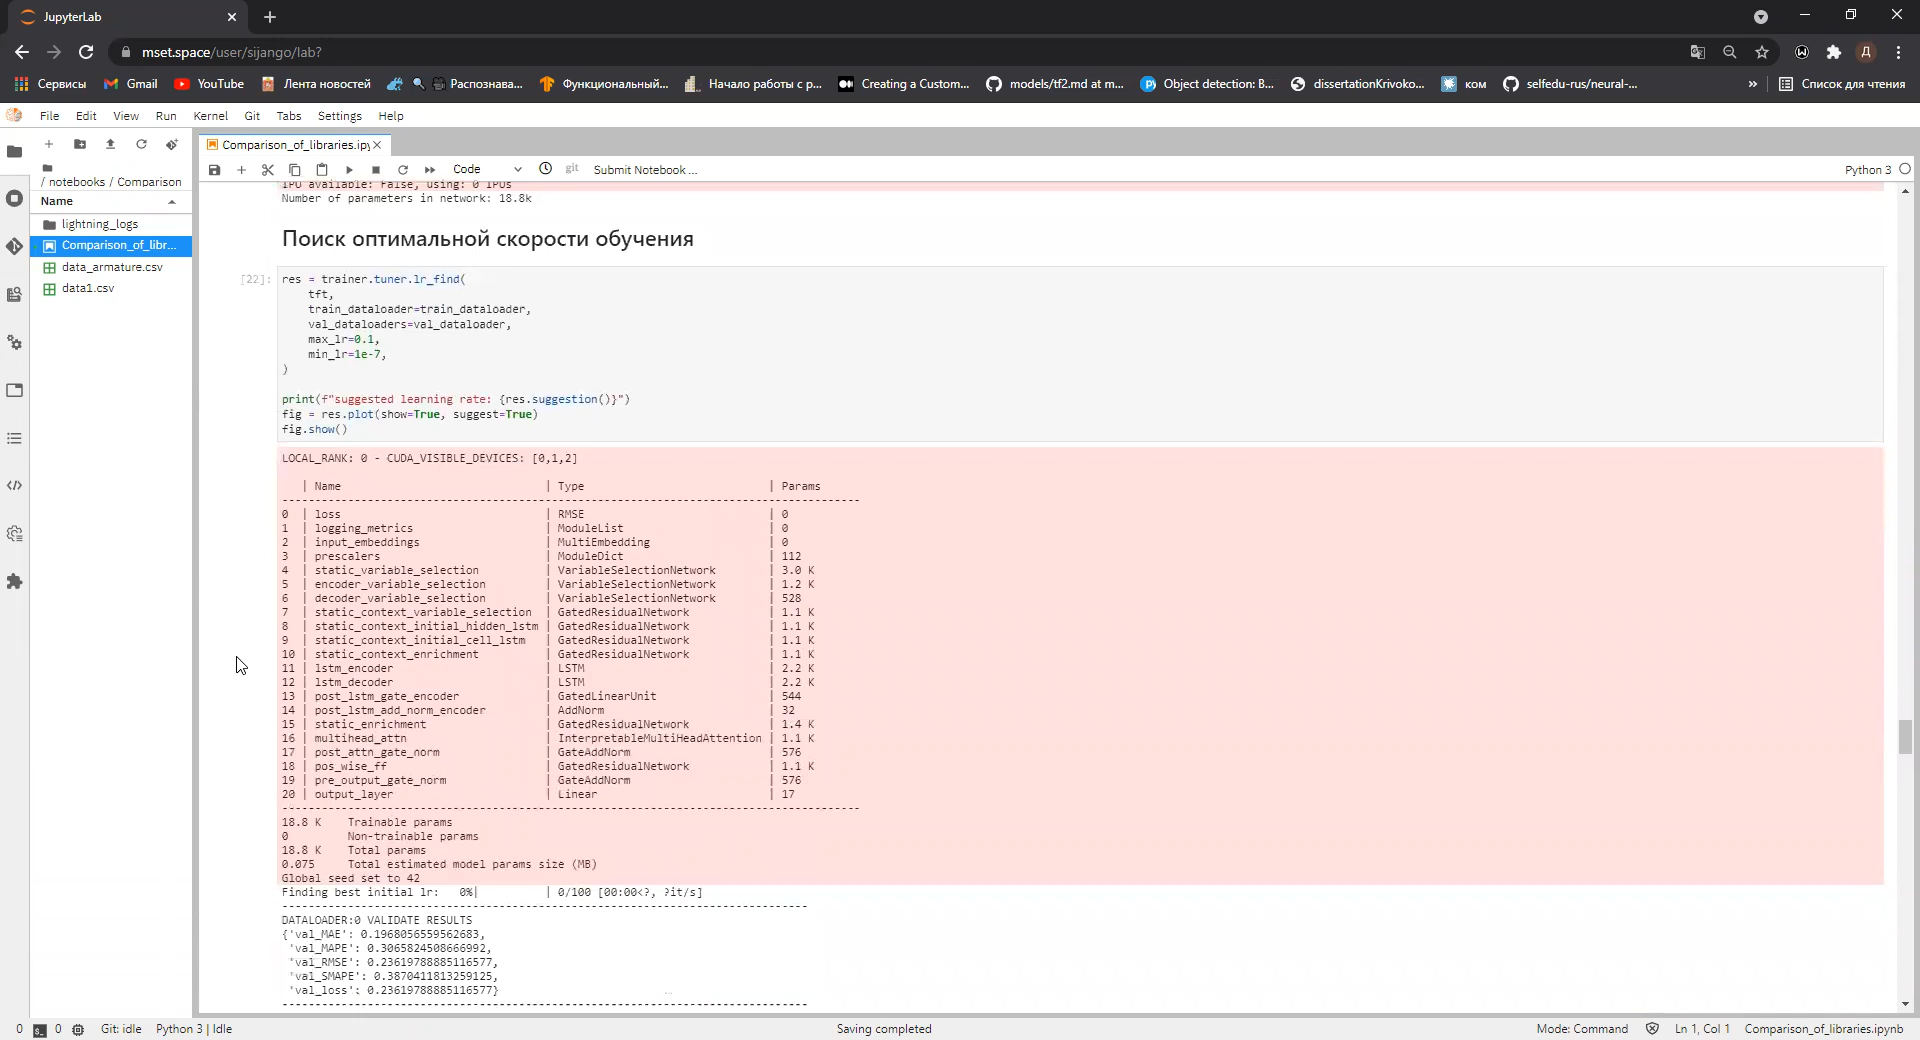 JupyterLab
mset.space/user/sijango/lab?
Сервисы
Gmail
YouTube
Лента новостей
Распознава...
Функциональный...
Начало работы с р...
Creating a Custom...
models/tf2.md at m...
Object detection: B...
dissertationKrivoko...
ком
selfedu-rus/neural-...
»
Список для чтения
File Edit View Run Kernel Git Tabs Settings Help
Comparison_of_libraries.ipy
Code
git
Submit Notebook ...
Python 3
/ notebooks / Comparison
Name
lightning_logs
Comparison_of_libr...
data_armature.csv
data1.csv
IPU available: False, using: 0 IPUs
Number of parameters in network: 18.8k
Поиск оптимальной скорости обучения
[22]:
res = trainer.tuner.lr_find(
    tft,
    train_dataloader=train_dataloader,
    val_dataloaders=val_dataloader,
    max_lr=0.1,
    min_lr=1e-7,
)
print(f"suggested learning rate: {res.suggestion()}")
fig = res.plot(show=True, suggest=True)
fig.show()
LOCAL_RANK: 0 - CUDA_VISIBLE_DEVICES: [0,1,2]
   | Name                               | Type                            | Params
----------------------------------------------------------------------------------------
0  | loss                               | RMSE                            | 0
1  | logging_metrics                    | ModuleList                      | 0
2  | input_embeddings                   | MultiEmbedding                  | 0
3  | prescalers                         | ModuleDict                      | 112
4  | static_variable_selection          | VariableSelectionNetwork        | 3.0 K
5  | encoder_variable_selection         | VariableSelectionNetwork        | 1.2 K
6  | decoder_variable_selection         | VariableSelectionNetwork        | 528
7  | static_context_variable_selection  | GatedResidualNetwork            | 1.1 K
8  | static_context_initial_hidden_lstm | GatedResidualNetwork            | 1.1 K
9  | static_context_initial_cell_lstm   | GatedResidualNetwork            | 1.1 K
10 | static_context_enrichment          | GatedResidualNetwork            | 1.1 K
11 | lstm_encoder                       | LSTM                            | 2.2 K
12 | lstm_decoder                       | LSTM                            | 2.2 K
13 | post_lstm_gate_encoder             | GatedLinearUnit                 | 544
14 | post_lstm_add_norm_encoder         | AddNorm                         | 32
15 | static_enrichment                  | GatedResidualNetwork            | 1.4 K
16 | multihead_attn                     | InterpretableMultiHeadAttention | 1.1 K
17 | post_attn_gate_norm                | GateAddNorm                     | 576
18 | pos_wise_ff                        | GatedResidualNetwork            | 1.1 K
19 | pre_output_gate_norm               | GateAddNorm                     | 576
20 | output_layer                       | Linear                          | 17
----------------------------------------------------------------------------------------
18.8 K    Trainable params
0         Non-trainable params
18.8 K    Total params
0.075     Total estimated model params size (MB)
Global seed set to 42
Finding best initial lr:   0%|          | 0/100 [00:00<?, ?it/s]
--------------------------------------------------------------------------------
DATALOADER:0 VALIDATE RESULTS
{'val_MAE': 0.1968056559562683,
 'val_MAPE': 0.3065824508666992,
 'val_RMSE': 0.23619788885116577,
 'val_SMAPE': 0.3870411813259125,
 'val_loss': 0.23619788885116577}
--------------------------------------------------------------------------------
0 0 Git: idle Python 3 | Idle
Saving completed
Mode: Command
Ln 1, Col 1
Comparison_of_libraries.ipynb